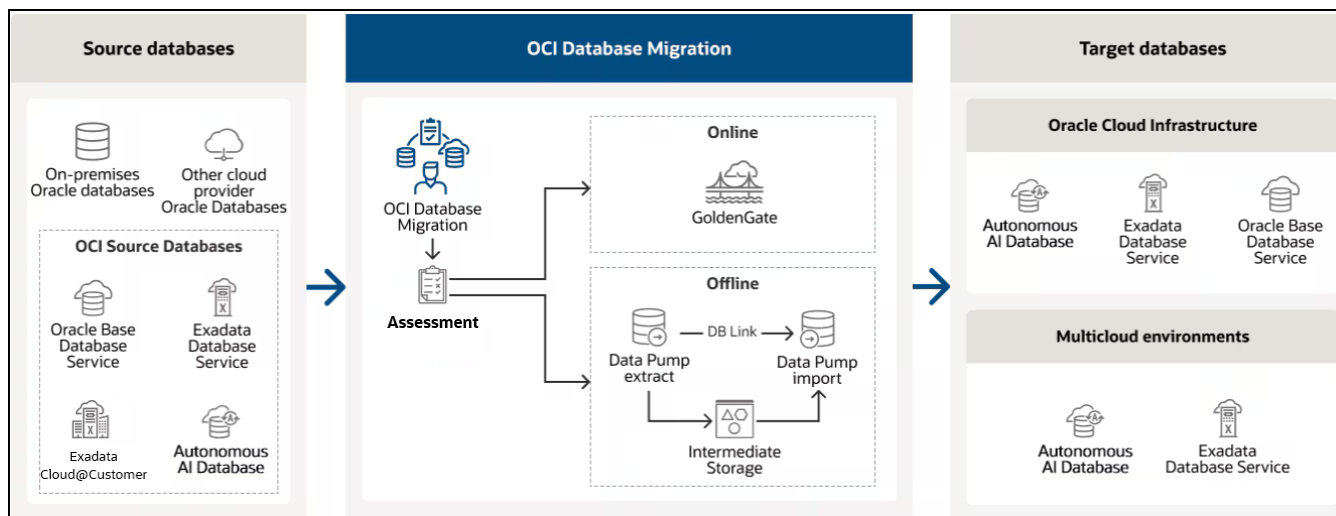 Source databases
On-premises
Oracle databases
Other cloud
provider
Oracle Databases
OCI Source Databases
Oracle Base
Database
Service
Exadata
Database
Service
Exadata
Cloud@Customer
Autonomous
AI Database
OCI Database Migration
OCI Database
Migration
Assessment
Online
GoldenGate
Offline
Data Pump
extract
DB Link
Data Pump
import
Intermediate
Storage
Target databases
Oracle Cloud Infrastructure
Autonomous
AI Database
Exadata
Database
Service
Oracle Base
Database
Service
Multicloud environments
Autonomous
AI Database
Exadata
Database Service